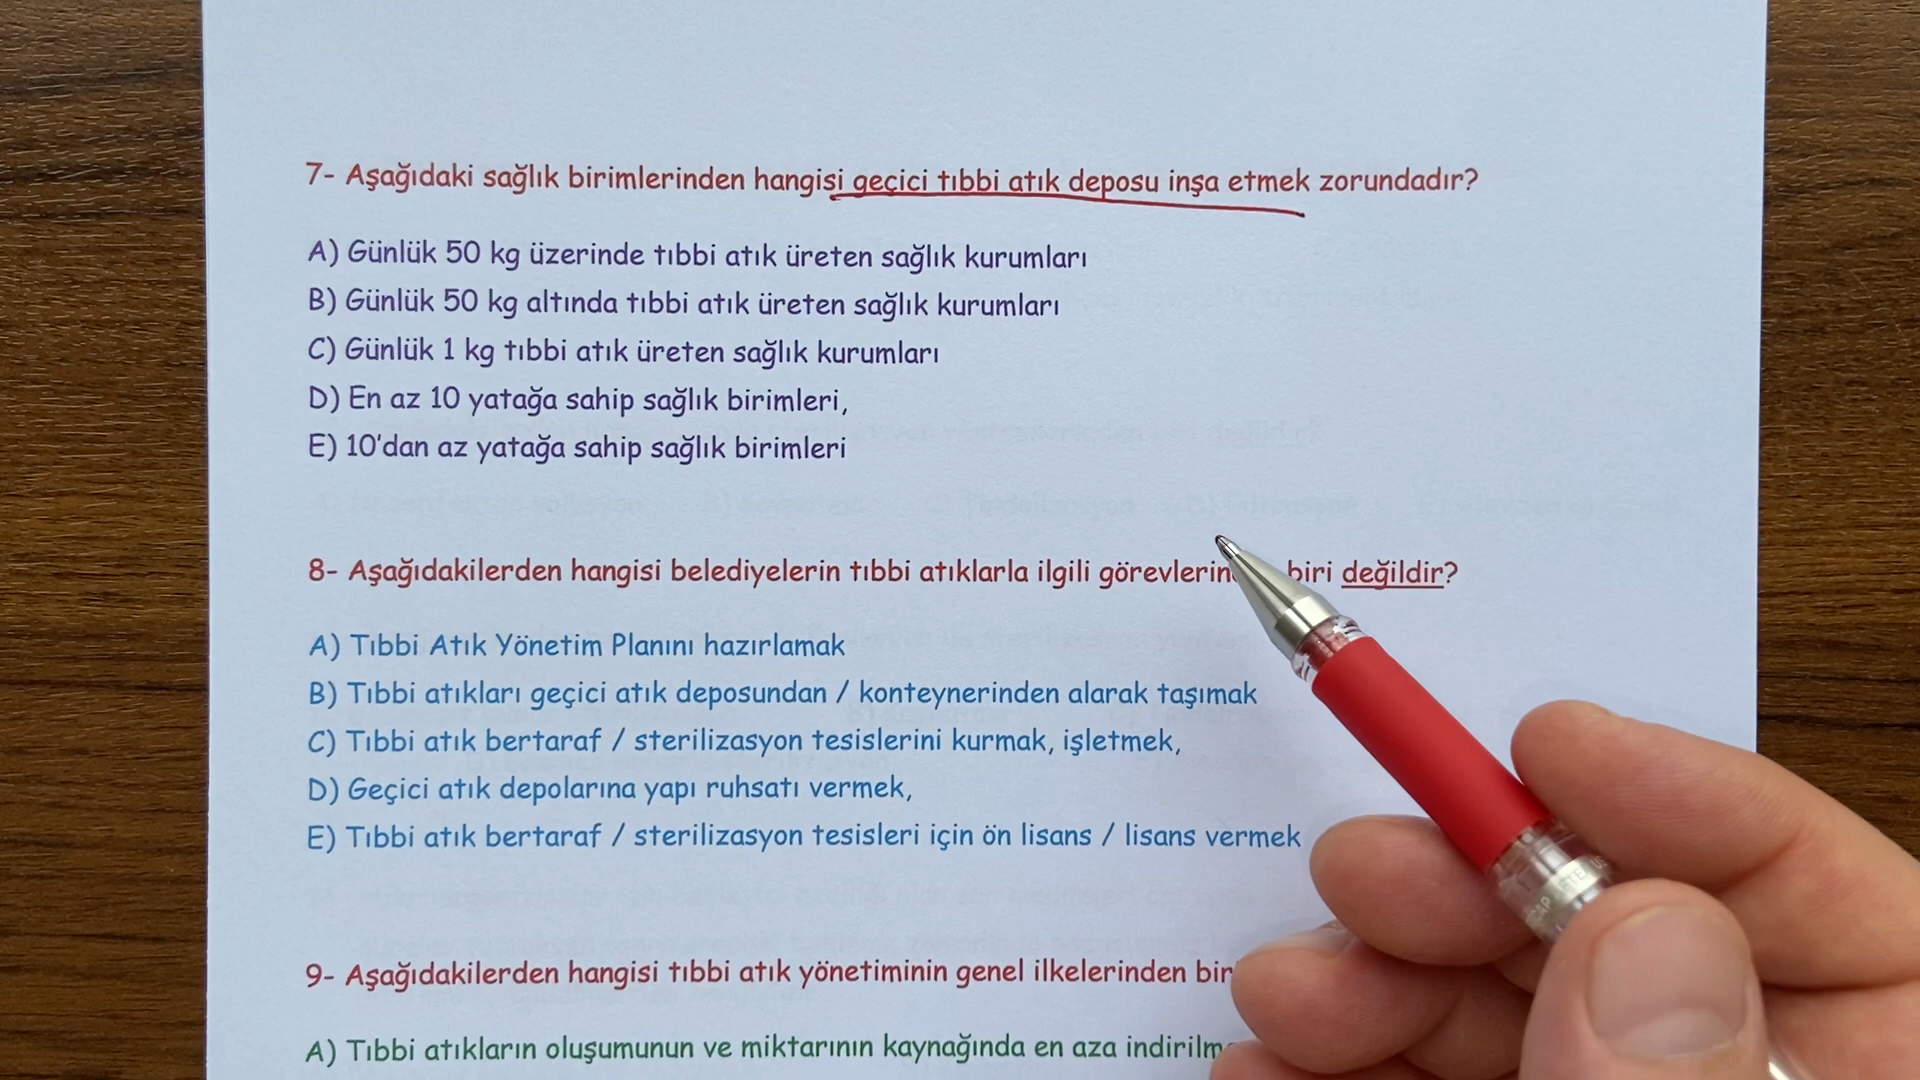 7- Aşağıdaki sağlık birimlerinden hangisi geçici tıbbi atık deposu inşa etmek zorundadır?
A) Günlük 50 kg üzerinde tıbbi atık üreten sağlık kurumları
B) Günlük 50 kg altında tıbbi atık üreten sağlık kurumları
C) Günlük 1 kg tıbbi atık üreten sağlık kurumları
D) En az 10 yatağa sahip sağlık birimleri,
E) 10'dan az yatağa sahip sağlık birimleri
8- Aşağıdakilerden hangisi belediyelerin tıbbi atıklarla ilgili biri değildir?
A) Tıbbi Atık Yönetim Planını hazırlamak
B) Tıbbi atıkları geçici atık deposundan / konteynerinden alarak taşımak
C) Tıbbi atık bertaraf / sterilizasyon tesislerini kurmak, işletmek,
D) Geçici atık depolarına yapı ruhsatı vermek,
E) Tıbbi atık bertaraf / sterilizasyon tesisleri için ön lisans / lisans vermek
9- Aşağıdakilerden hangisi tıbbi atık yönetiminin genel ilkelerinden
A) Tıbbi atıkların oluşumunun ve miktarının kaynağında en aza